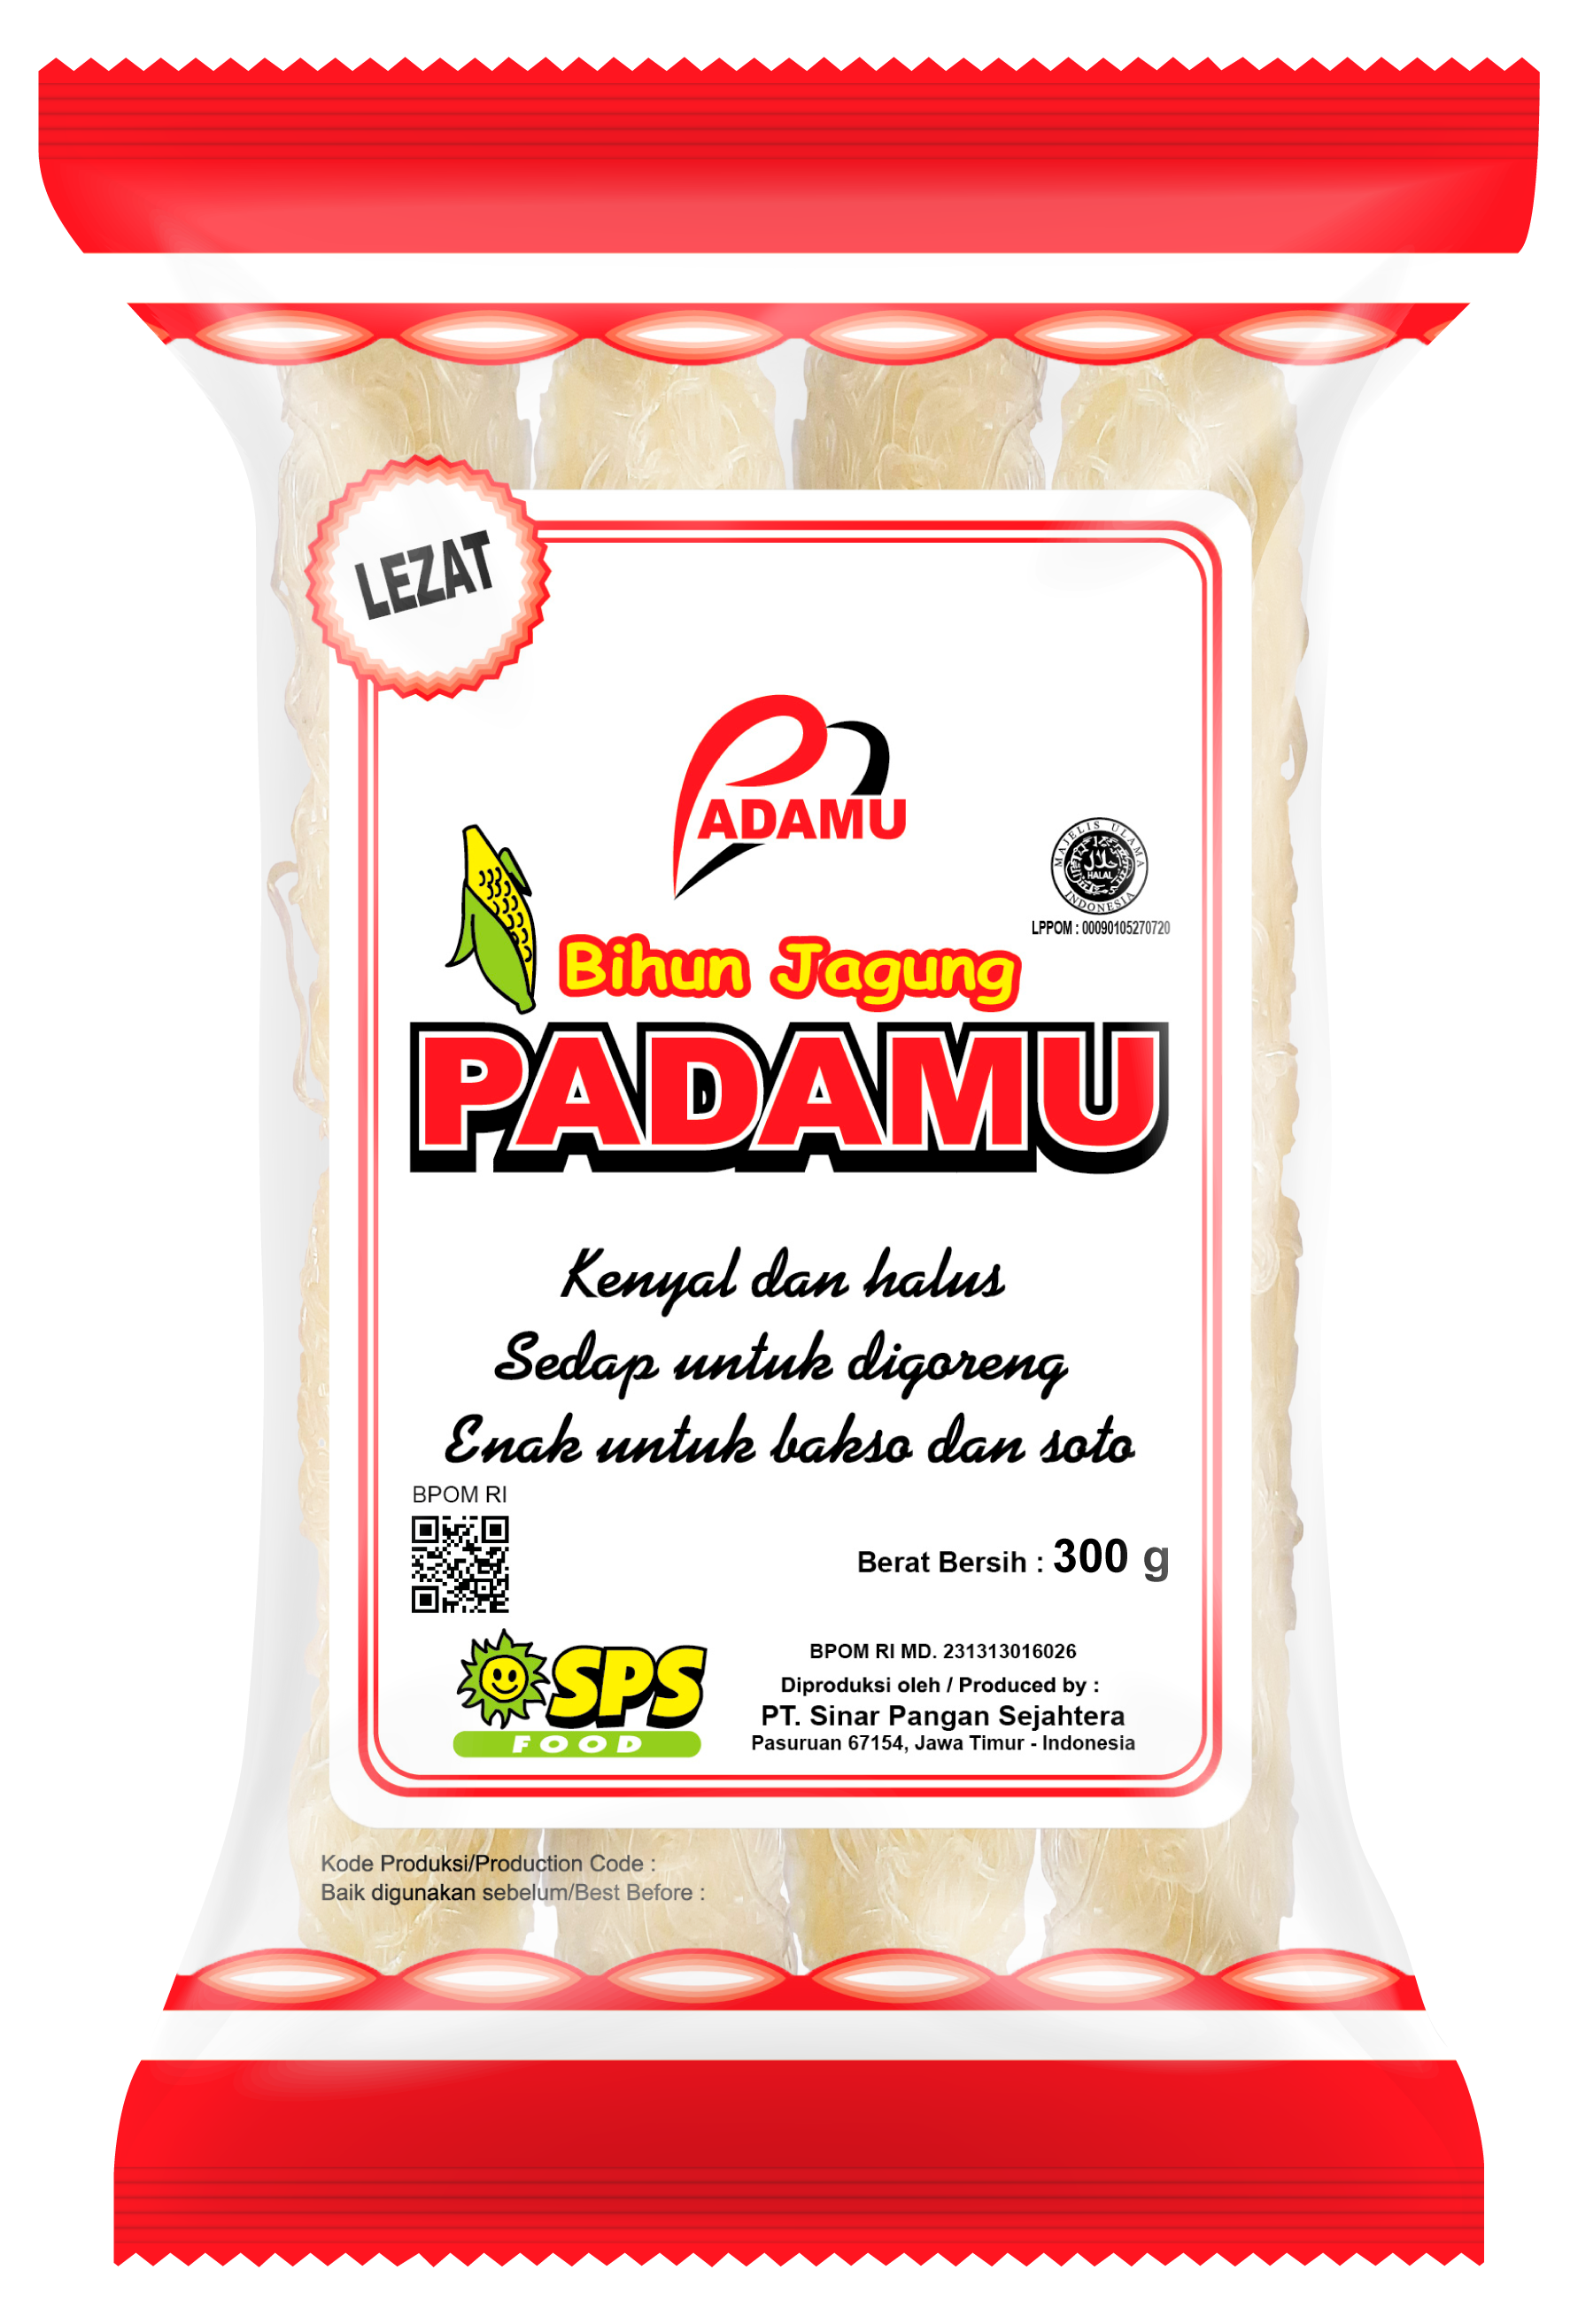 LEZAT
PADAMU
MAJELIS ULAMA
حلال
HALAL
INDONESIA
LPPOM : 00090105270720
Bihun Jagung
PADAMU
Kenyal dan halus
Sedap untuk digoreng
Enak untuk bakso dan soto
BPOM RI
Berat Bersih : 300 g
SPS
FOOD
BPOM RI MD. 231313016026
Diproduksi oleh / Produced by :
PT. Sinar Pangan Sejahtera
Pasuruan 67154, Jawa Timur - Indonesia
Kode Produksi/Production Code :
Baik digunakan sebelum/Best Before :